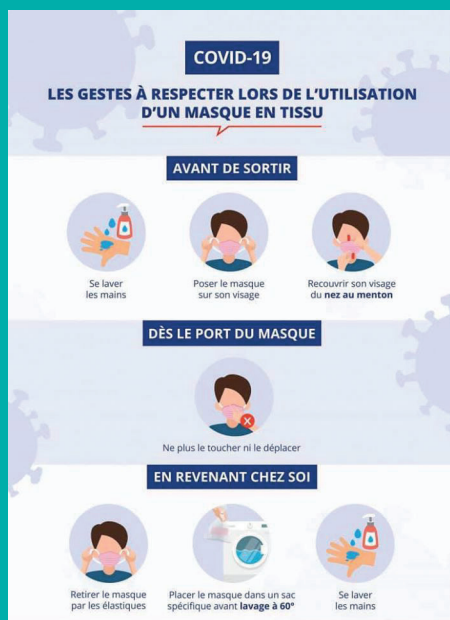 COVID-19
LES GESTES À RESPECTER LORS DE L'UTILISATION
D'UN MASQUE EN TISSU
AVANT DE SORTIR
Se laver
les mains
Poser le masque
sur son visage
Recouvrir son visage
du nez au menton
DÈS LE PORT DU MASQUE
Ne plus le toucher ni le déplacer
EN REVENANT CHEZ SOI
Retirer le masque
par les élastiques
Placer le masque dans un sac
spécifique avant lavage à 60°
Se laver
les mains